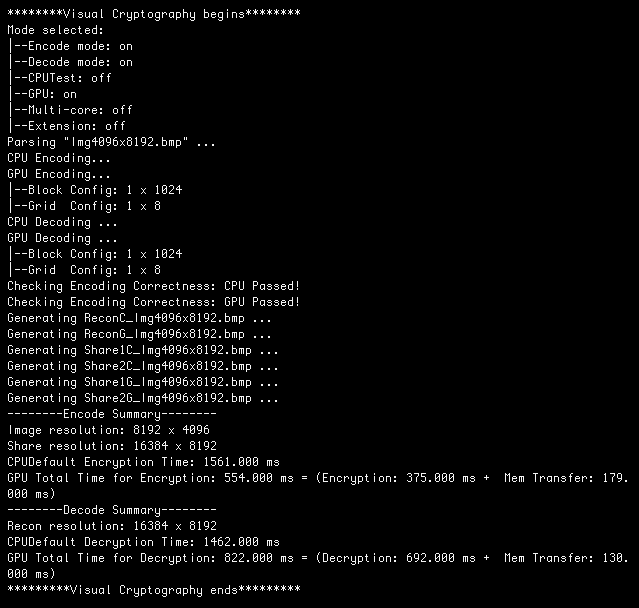 ********Visual Cryptography begins********
Mode selected:
|--Encode mode: on
|--Decode mode: on
|--CPUTest: off
|--GPU: on
|--Multi-core: off
|--Extension: off
Parsing "Img4096x8192.bmp" ...
CPU Encoding...
GPU Encoding...
|--Block Config: 1 x 1024
|--Grid  Config: 1 x 8
CPU Decoding ...
GPU Decoding ...
|--Block Config: 1 x 1024
|--Grid  Config: 1 x 8
Checking Encoding Correctness: CPU Passed!
Checking Encoding Correctness: GPU Passed!
Generating ReconC_Img4096x8192.bmp ...
Generating ReconG_Img4096x8192.bmp ...
Generating Share1C_Img4096x8192.bmp ...
Generating Share2C_Img4096x8192.bmp ...
Generating Share1G_Img4096x8192.bmp ...
Generating Share2G_Img4096x8192.bmp ...
--------Encode Summary--------
Image resolution: 8192 x 4096
Share resolution: 16384 x 8192
CPUDefault Encryption Time: 1561.000 ms
GPU Total Time for Encryption: 554.000 ms = (Encryption: 375.000 ms +  Mem Transfer: 179.
000 ms)
--------Decode Summary--------
Recon resolution: 16384 x 8192
CPUDefault Decryption Time: 1462.000 ms
GPU Total Time for Decryption: 822.000 ms = (Decryption: 692.000 ms +  Mem Transfer: 130.
000 ms)
*********Visual Cryptography ends*********